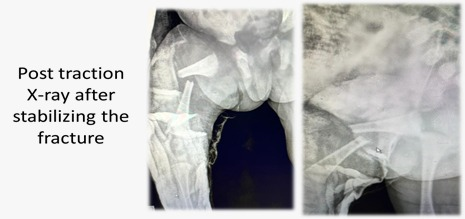 Post traction
X-ray after
stabilizing the
fracture